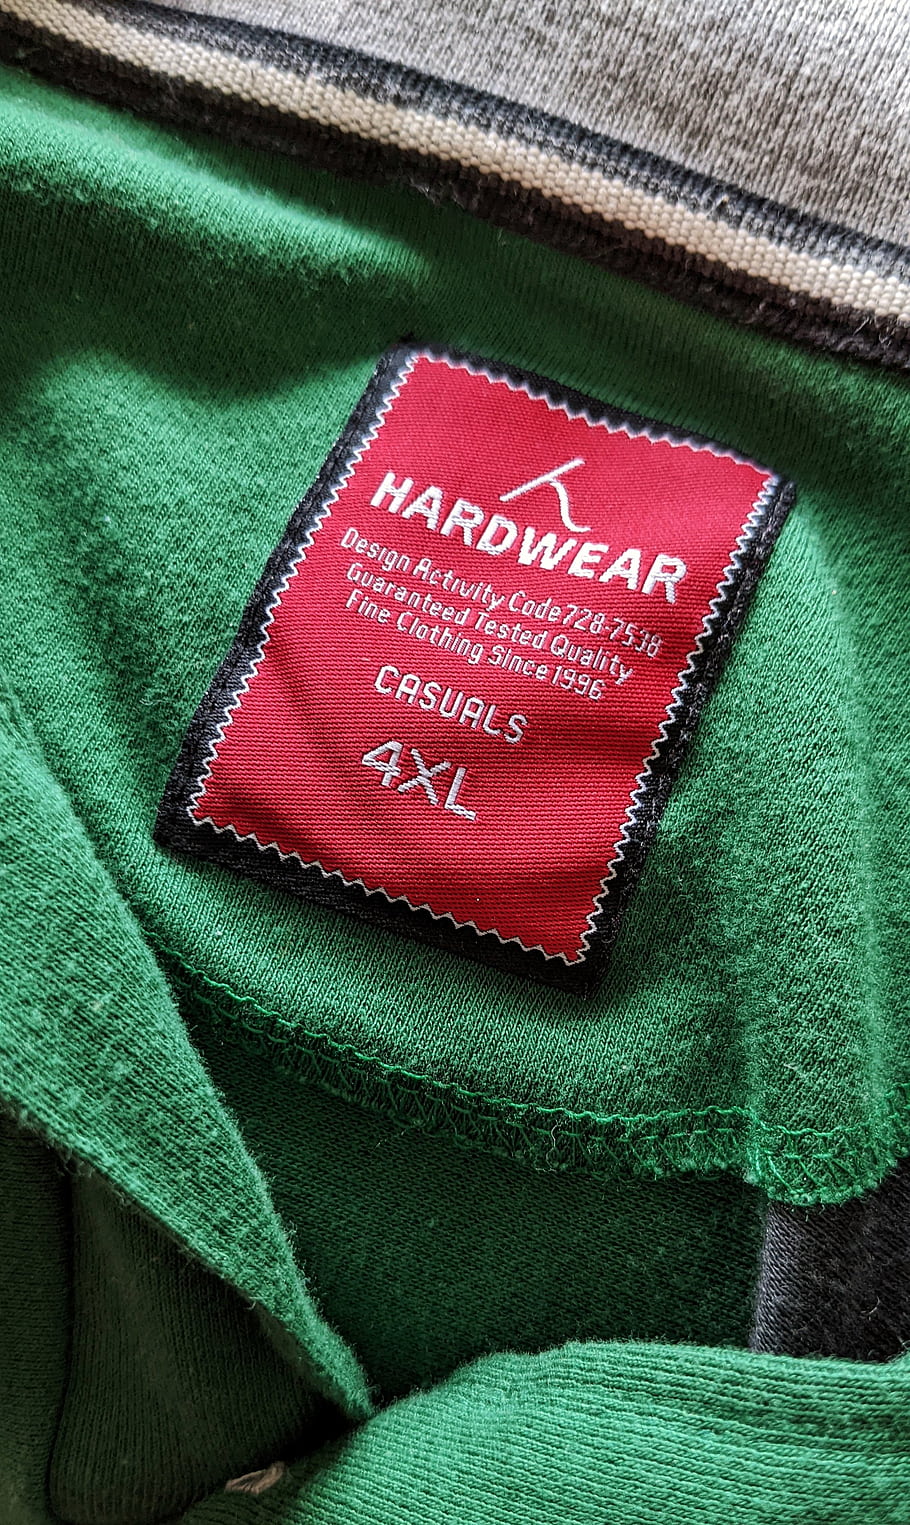 HARDWEAR
Design Activity Code 728-7538
Guaranteed Tested Quality
Fine Clothing Since 1996
CASUALS
4XL